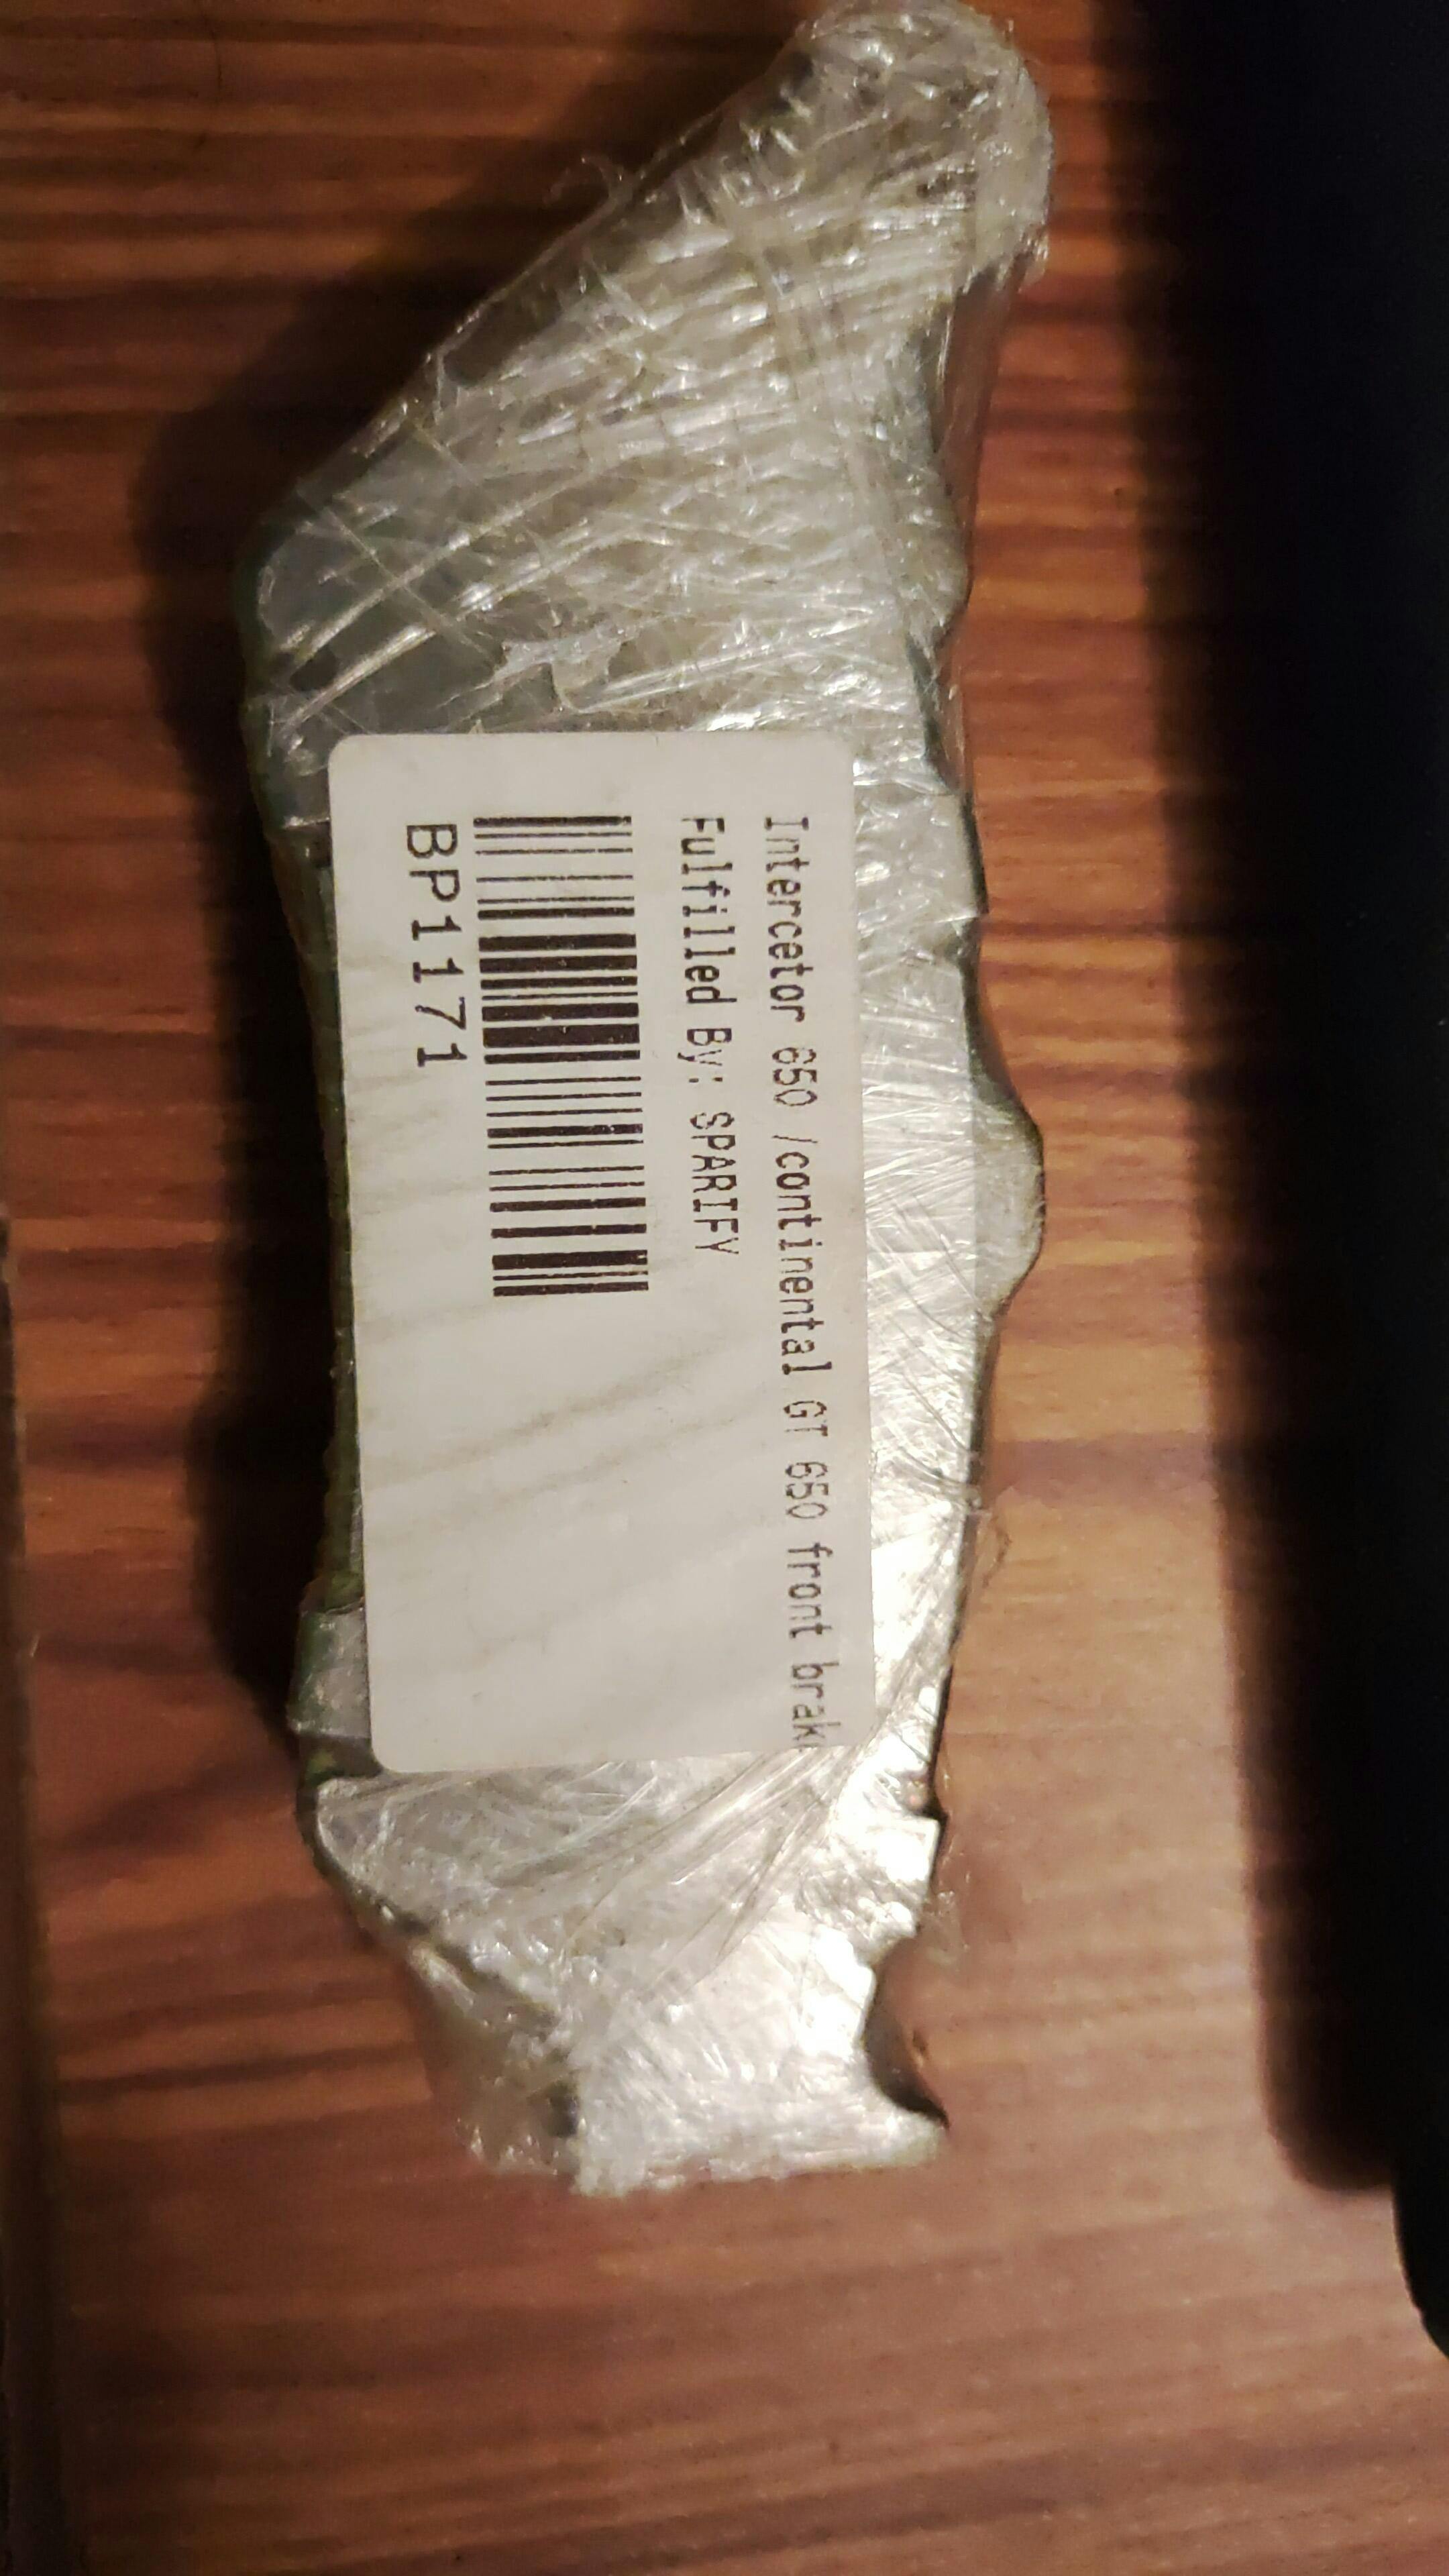 Intercetor 650 /continental GT 650 front brak
Fulfilled By: SPARIFY
BP1171